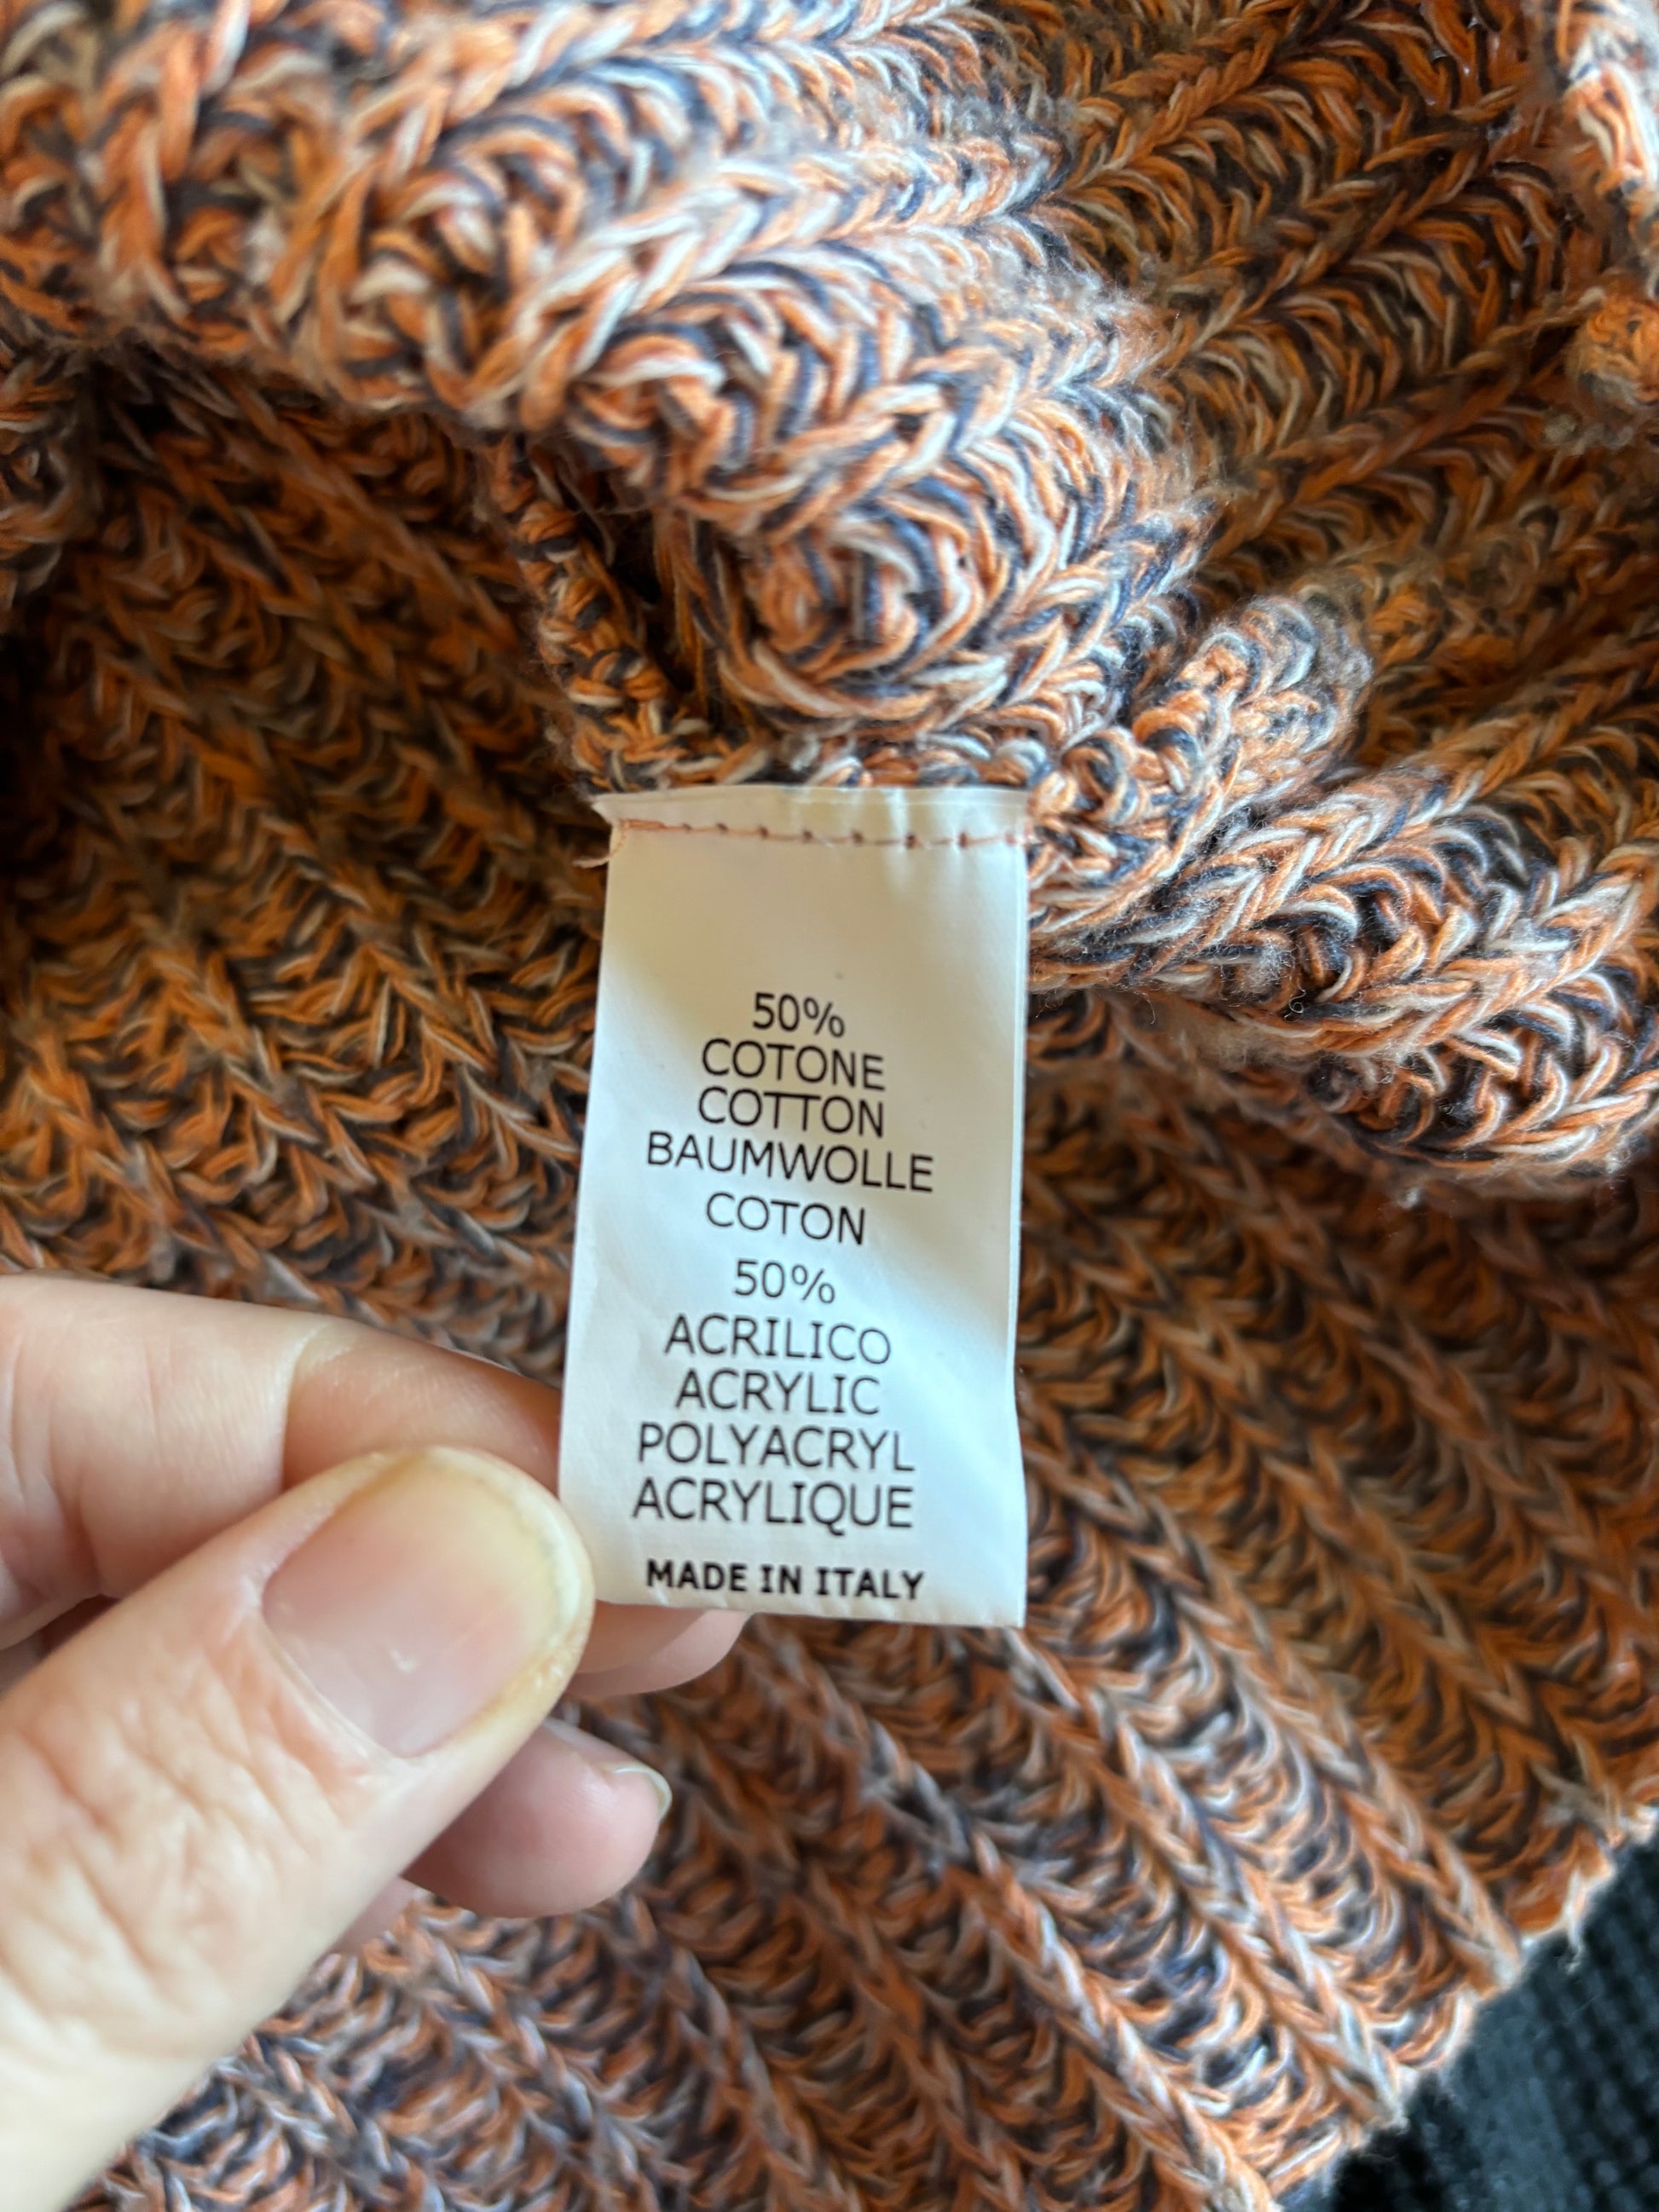 50%
COTONE
COTTON
BAUMWOLLE
COTON
50%
ACRILICO
ACRYLIC
POLYACRYL
ACRYLIQUE
MADE IN ITALY